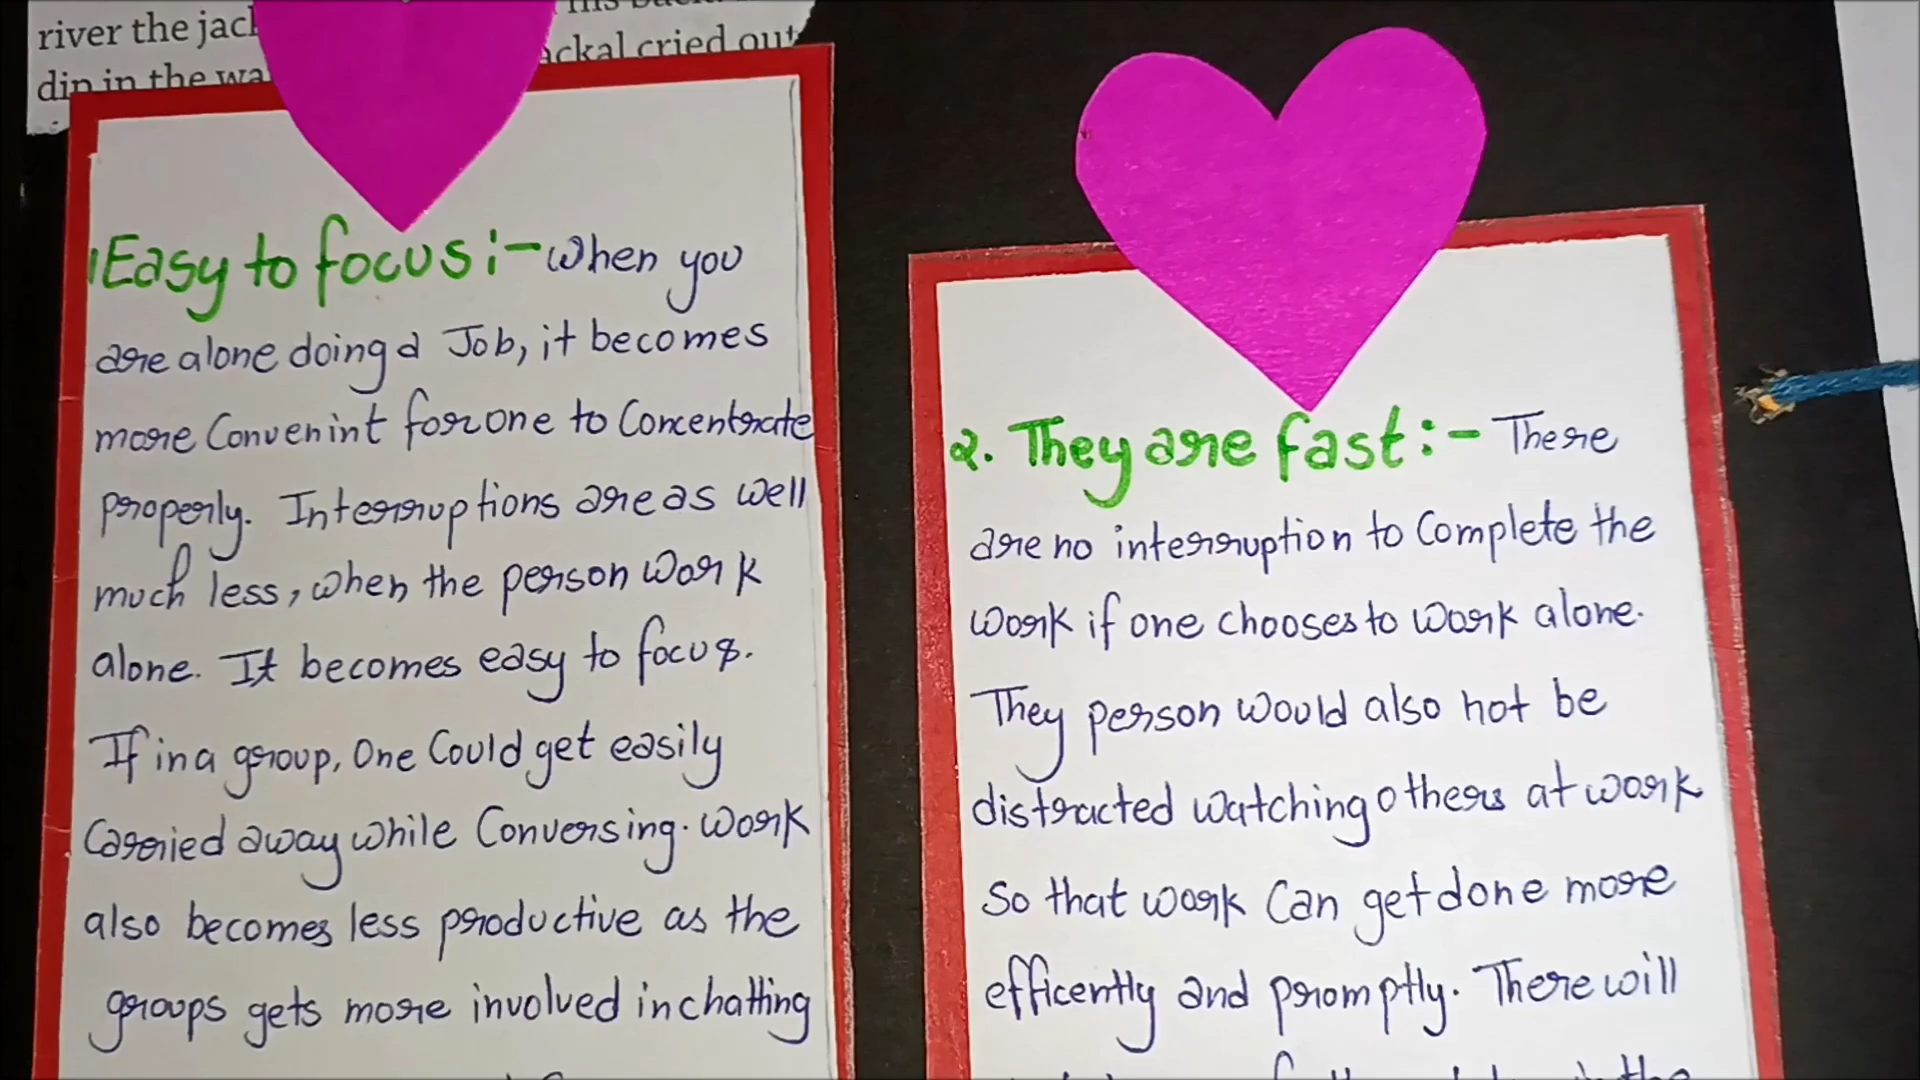 river the jac
ackal cried out
dip in the wa
1 Easy to focus :- When you
are alone doing a Job, it becomes
more Convenint for one to Concentrate
properly. Interruptions are as well
much less, when the person work
alone. It becomes easy to focus.
If in a group, One Could get easily
Carried away while Conversing. Work
also becomes less productive as the
groups gets more involved in chatting
2. They are fast :- There
are no interruption to Complete the
work if one chooses to work alone.
They person would also not be
distracted watching others at work
So that work Can get done more
efficently and promptly. There will